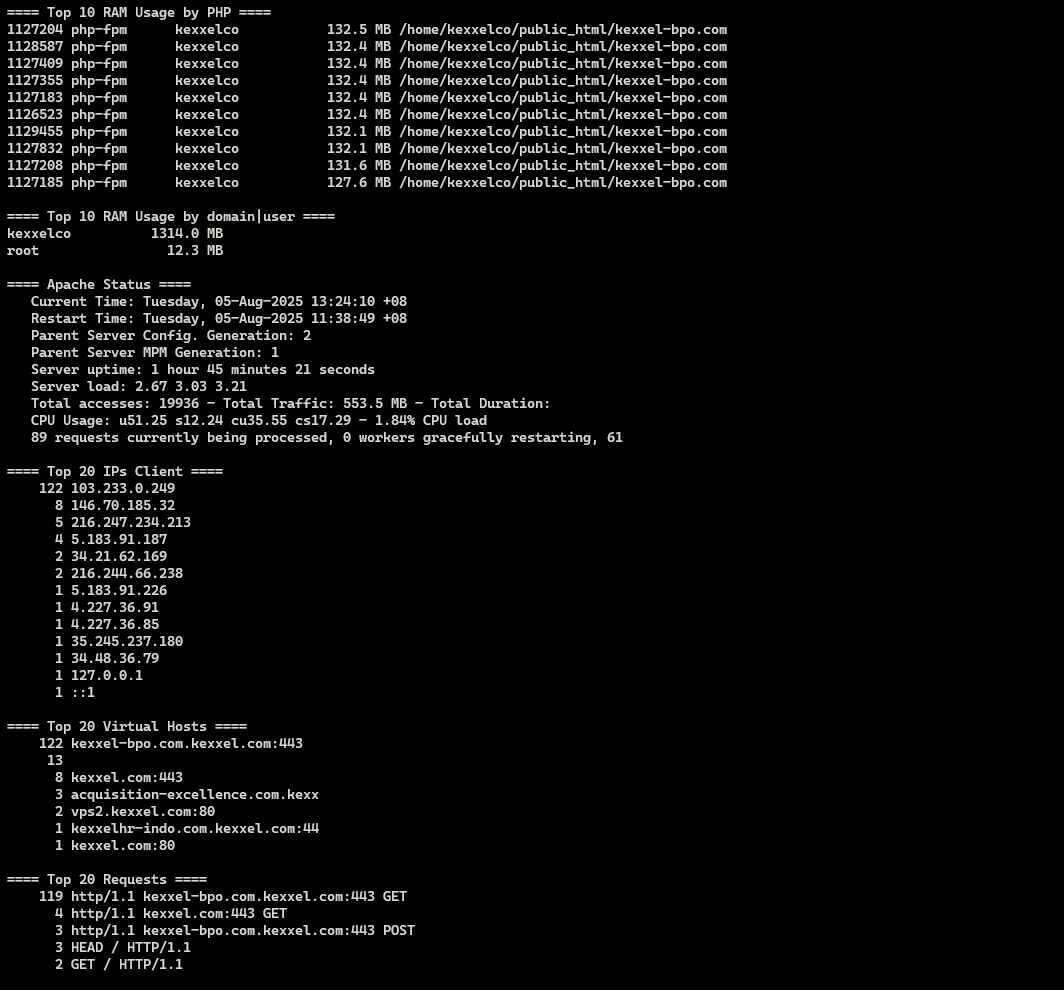 ==== Top 10 RAM Usage by PHP ====
1127204 php-fpm      kexxelco           132.5 MB /home/kexxelco/public_html/kexxel-bpo.com
1128587 php-fpm      kexxelco           132.4 MB /home/kexxelco/public_html/kexxel-bpo.com
1127409 php-fpm      kexxelco           132.4 MB /home/kexxelco/public_html/kexxel-bpo.com
1127355 php-fpm      kexxelco           132.4 MB /home/kexxelco/public_html/kexxel-bpo.com
1127183 php-fpm      kexxelco           132.4 MB /home/kexxelco/public_html/kexxel-bpo.com
1126523 php-fpm      kexxelco           132.4 MB /home/kexxelco/public_html/kexxel-bpo.com
1129455 php-fpm      kexxelco           132.1 MB /home/kexxelco/public_html/kexxel-bpo.com
1127832 php-fpm      kexxelco           132.1 MB /home/kexxelco/public_html/kexxel-bpo.com
1127208 php-fpm      kexxelco           131.6 MB /home/kexxelco/public_html/kexxel-bpo.com
1127185 php-fpm      kexxelco           127.6 MB /home/kexxelco/public_html/kexxel-bpo.com

==== Top 10 RAM Usage by domain|user ====
kexxelco          1314.0 MB
root                12.3 MB

==== Apache Status ====
   Current Time: Tuesday, 05-Aug-2025 13:24:10 +08
   Restart Time: Tuesday, 05-Aug-2025 11:38:49 +08
   Parent Server Config. Generation: 2
   Parent Server MPM Generation: 1
   Server uptime: 1 hour 45 minutes 21 seconds
   Server load: 2.67 3.03 3.21
   Total accesses: 19936 - Total Traffic: 553.5 MB - Total Duration:
   CPU Usage: u51.25 s12.24 cu35.55 cs17.29 - 1.84% CPU load
   89 requests currently being processed, 0 workers gracefully restarting, 61

==== Top 20 IPs Client ====
    122 103.233.0.249
      8 146.70.185.32
      5 216.247.234.213
      4 5.183.91.187
      2 34.21.62.169
      2 216.244.66.238
      1 5.183.91.226
      1 4.227.36.91
      1 4.227.36.85
      1 35.245.237.180
      1 34.48.36.79
      1 127.0.0.1
      1 ::1

==== Top 20 Virtual Hosts ====
    122 kexxel-bpo.com.kexxel.com:443
     13
      8 kexxel.com:443
      3 acquisition-excellence.com.kexx
      2 vps2.kexxel.com:80
      1 kexxelhr-indo.com.kexxel.com:44
      1 kexxel.com:80

==== Top 20 Requests ====
    119 http/1.1 kexxel-bpo.com.kexxel.com:443 GET
      4 http/1.1 kexxel.com:443 GET
      3 http/1.1 kexxel-bpo.com.kexxel.com:443 POST
      3 HEAD / HTTP/1.1
      2 GET / HTTP/1.1